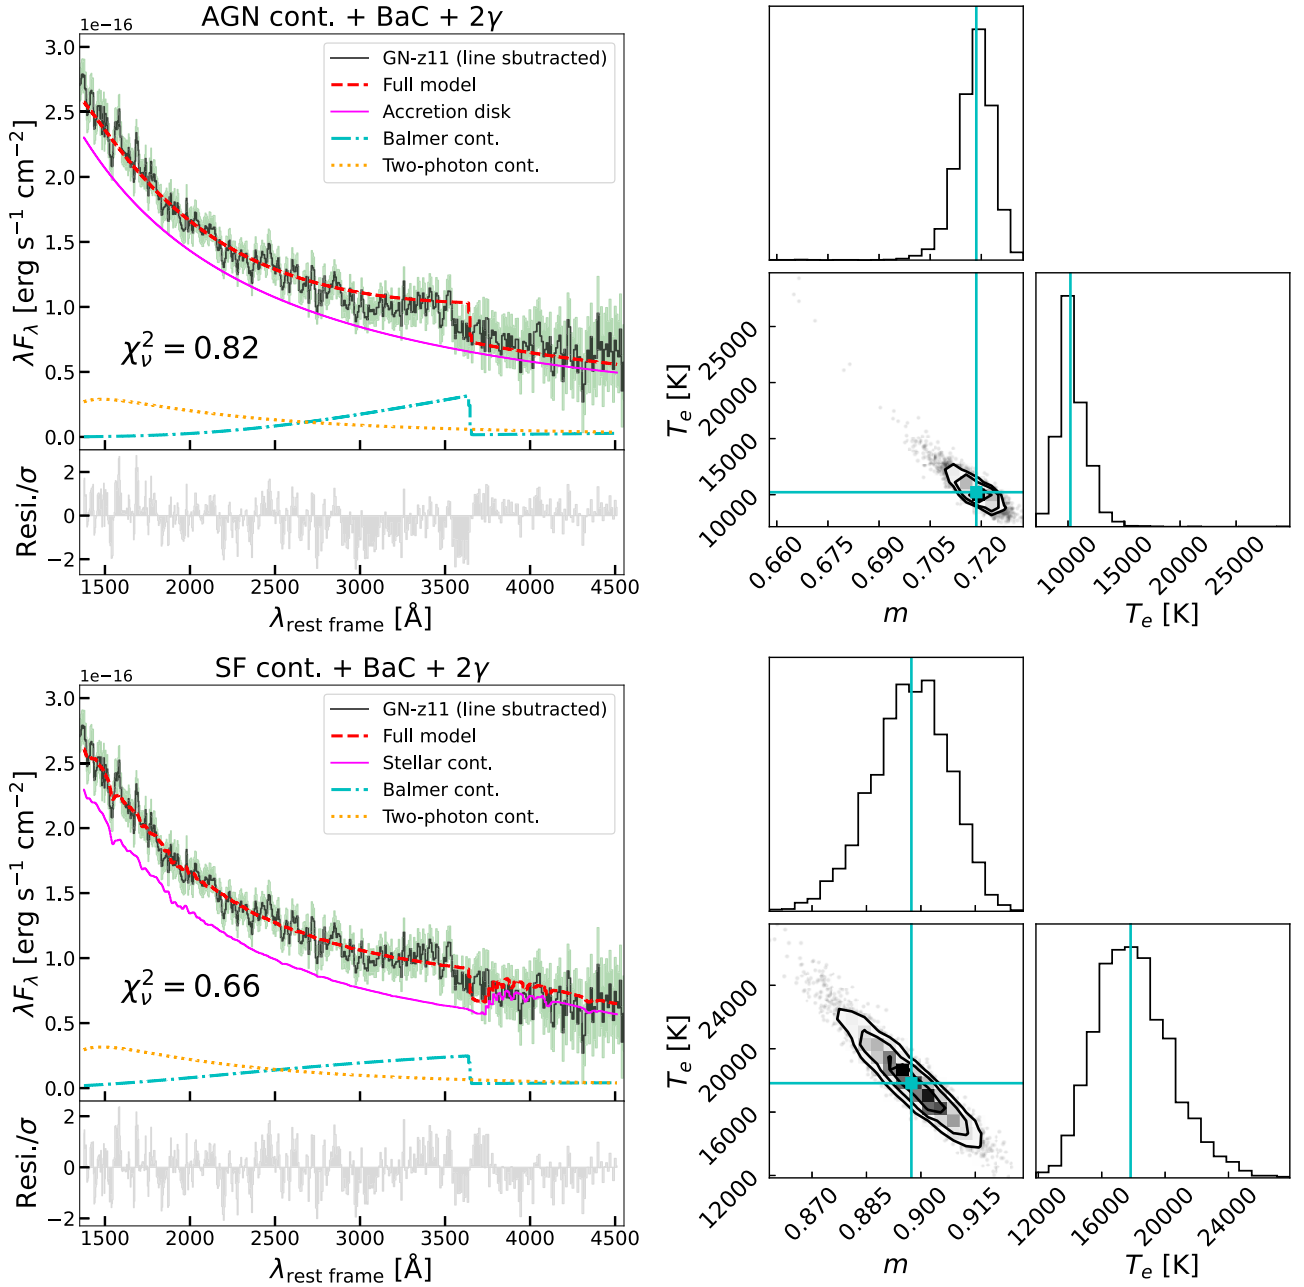 AGN cont. + BaC + 2γ
1e−16
GN-z11 (line sbutracted)
Full model
Accretion disk
Balmer cont.
Two-photon cont.
3.0
2.5
2.0
1.5
1.0
0.5
0.0
λF_λ [erg s⁻¹ cm⁻²]
χ²_ν = 0.82
2
0
−2
Resi./σ
1500 2000 2500 3000 3500 4000 4500
λ_rest frame [Å]
25000
20000
15000
10000
T_e [K]
0.660 0.675 0.690 0.705 0.720
m
10000 15000 20000 25000
T_e [K]
SF cont. + BaC + 2γ
1e−16
GN-z11 (line sbutracted)
Full model
Stellar cont.
Balmer cont.
Two-photon cont.
3.0
2.5
2.0
1.5
1.0
0.5
0.0
λF_λ [erg s⁻¹ cm⁻²]
χ²_ν = 0.66
2
0
−2
Resi./σ
1500 2000 2500 3000 3500 4000 4500
λ_rest frame [Å]
24000
20000
16000
12000
T_e [K]
0.870 0.885 0.900 0.915
m
12000 16000 20000 24000
T_e [K]